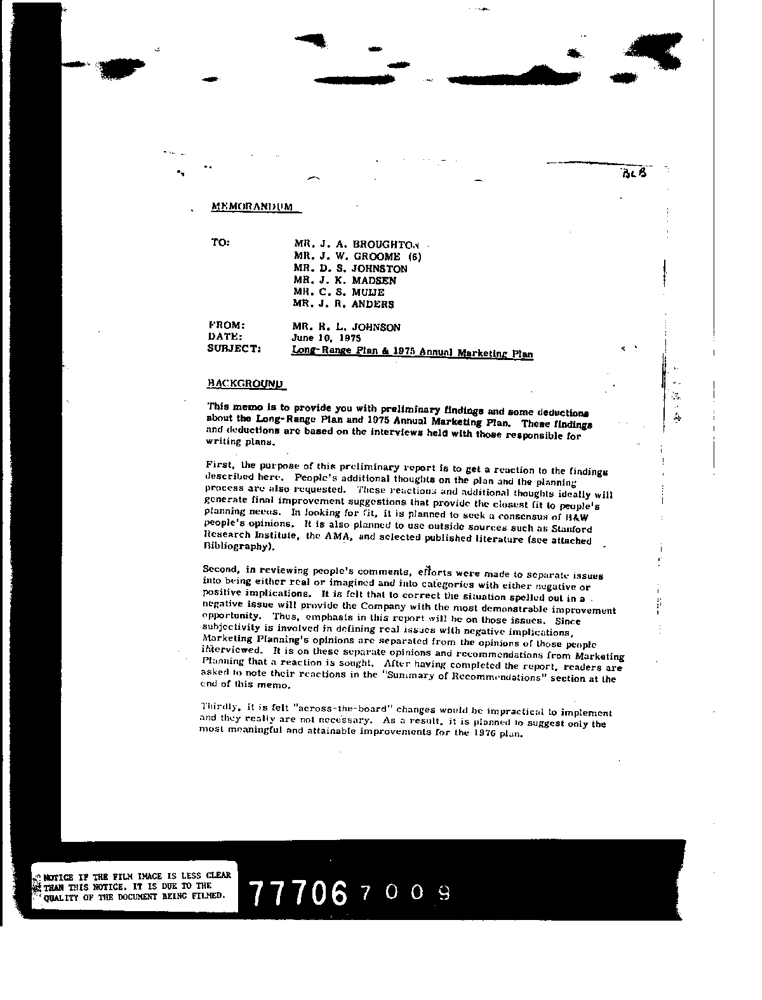 BLB
MEMORANDUM
TO: MR. J. A. BROUGHTON
MR. J. W. GROOME (6)
MR. D. S. JOHNSTON
MR. J. K. MADSEN
MR. C. S. MUIJE
MR. J. R. ANDERS
FROM: MR. R. L. JOHNSON
DATE: June 10, 1975
SUBJECT: Long-Range Plan & 1975 Annual Marketing Plan
BACKGROUND
This memo is to provide you with preliminary findings and some deductions
about the Long-Range Plan and 1975 Annual Marketing Plan. These findings
and deductions are based on the interviews held with those responsible for
writing plans.
First, the purpose of this preliminary report is to get a reaction to the findings
described here. People's additional thoughts on the plan and the planning
process are also requested. These reactions and additional thoughts ideally will
generate final improvement suggestions that provide the closest fit to people's
planning needs. In looking for fit, it is planned to seek a consensus of B&W
people's opinions. It is also planned to use outside sources such as Stanford
Research Institute, the AMA, and selected published literature (see attached
Bibliography).
Second, in reviewing people's comments, efforts were made to separate issues
into being either real or imagined and into categories with either negative or
positive implications. It is felt that to correct the situation spelled out in a
negative issue will provide the Company with the most demonstrable improvement
opportunity. Thus, emphasis in this report will be on those issues. Since
subjectivity is involved in defining real issues with negative implications,
Marketing Planning's opinions are separated from the opinions of those people
interviewed. It is on these separate opinions and recommendations from Marketing
Planning that a reaction is sought. After having completed the report, readers are
asked to note their reactions in the "Summary of Recommendations" section at the
end of this memo.
Thirdly, it is felt "across-the-board" changes would be impractical to implement
and they really are not necessary. As a result, it is planned to suggest only the
most meaningful and attainable improvements for the 1976 plan.
NOTICE IF THE FILM IMAGE IS LESS CLEAR
THAN THIS NOTICE. IT IS DUE TO THE
QUALITY OF THE DOCUMENT BEING FILMED.
777067009